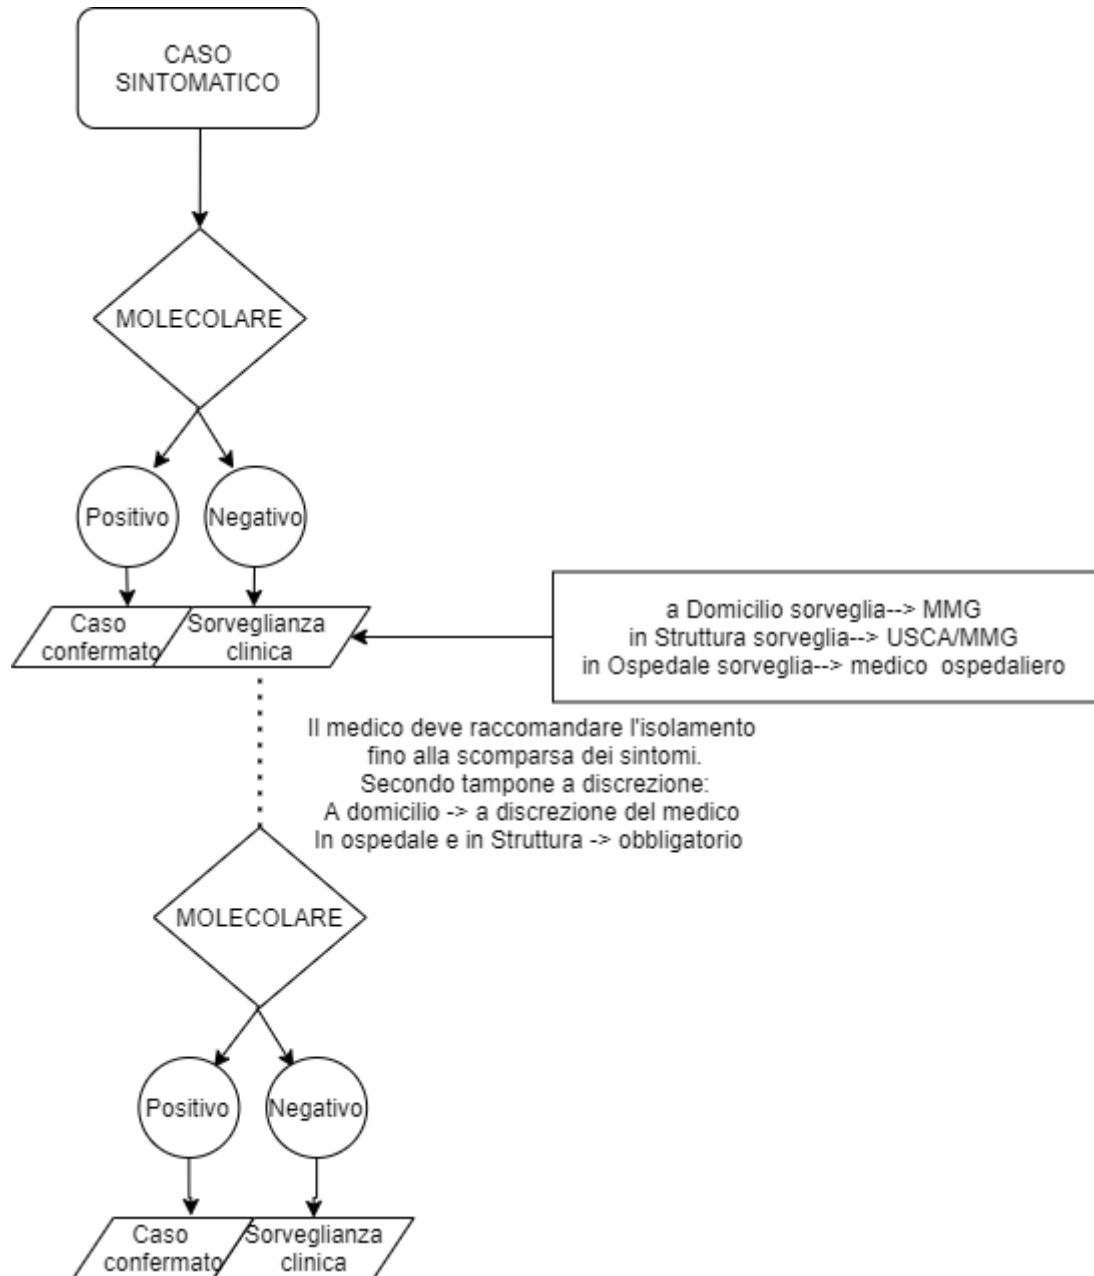 CASO
SINTOMATICO
MOLECOLARE
Positivo
Negativo
Caso
confermato
Sorveglianza
clinica
a Domicilio sorveglia--> MMG
in Struttura sorveglia--> USCA/MMG
in Ospedale sorveglia--> medico ospedaliero
Il medico deve raccomandare l'isolamento
fino alla scomparsa dei sintomi.
Secondo tampone a discrezione:
A domicilio -> a discrezione del medico
In ospedale e in Struttura -> obbligatorio
MOLECOLARE
Positivo
Negativo
Caso
confermato
Sorveglianza
clinica